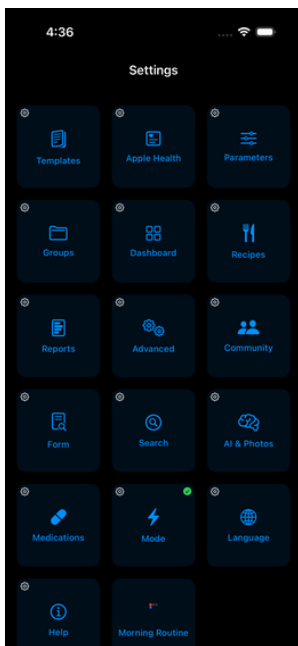 4:36
Settings
Templates
Apple Health
Parameters
Groups
Dashboard
Recipes
Reports
Advanced
Community
Form
Search
AI & Photos
Medications
Mode
Language
Help
Morning Routine